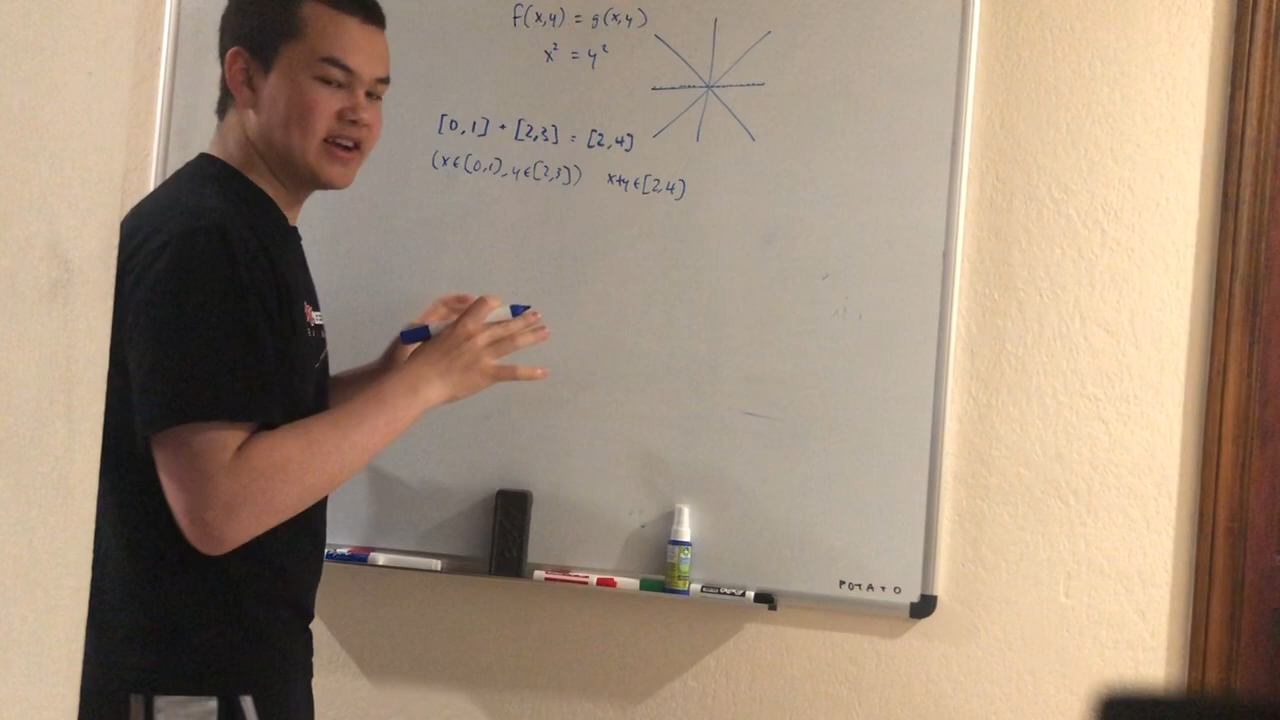 f(x,y) = g(x,y)
x² = y²
[0,1] + [2,3] = [2,4]
(x∈[0,1], y∈[2,3]) x+y∈[2,4]
POTATO